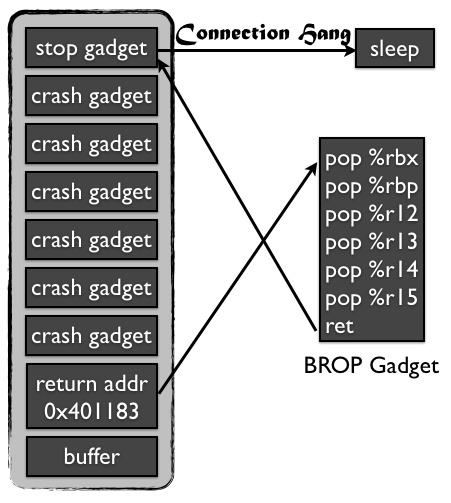 stop gadget
Connection Hang
sleep
crash gadget
crash gadget
crash gadget
crash gadget
crash gadget
crash gadget
return addr
0x401183
buffer
pop %rbx
pop %rbp
pop %r12
pop %r13
pop %r14
pop %r15
ret
BROP Gadget